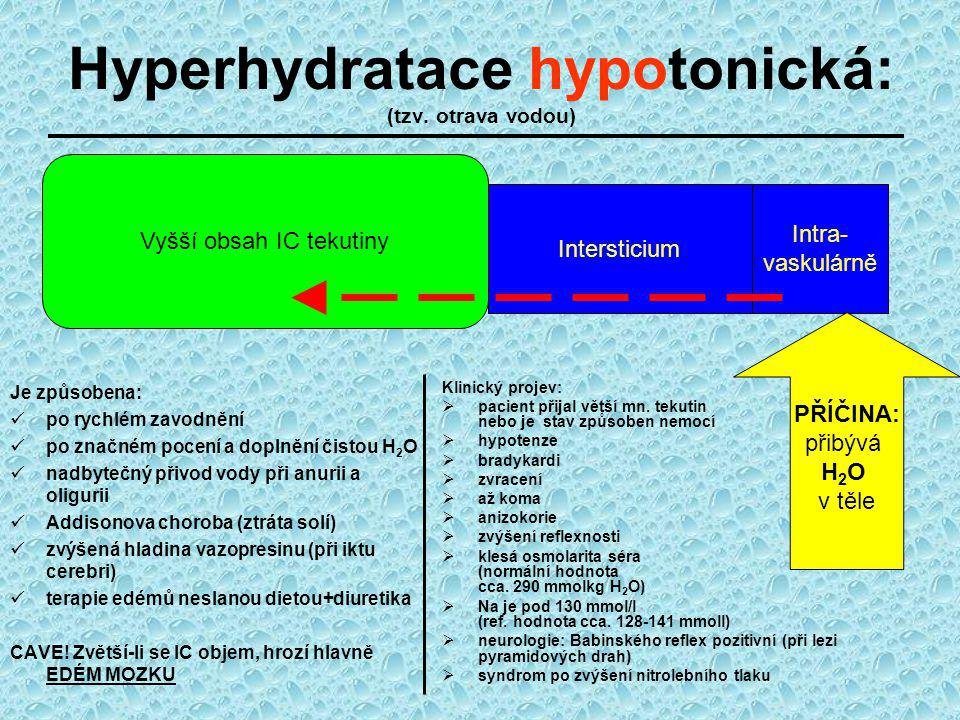 Hyperhydratace hypotonická:
(tzv. otrava vodou)
Vyšší obsah IC tekutiny
Intersticium
Intra-
vaskulárně
PŘÍČINA:
přibývá
H₂O
v těle
Je způsobena:
po rychlém zavodnění
po značném pocení a doplnění čistou H₂O
nadbytečný přivod vody při anurii a
oligurii
Addisonova choroba (ztráta solí)
zvýšená hladina vazopresinu (při iktu
cerebri)
terapie edémů neslanou dietou+diuretika
CAVE! Zvětší-li se IC objem, hrozí hlavně
EDÉM MOZKU
Klinický projev:
pacient přijal větší mn. tekutin
nebo je stav způsoben nemocí
hypotenze
bradykardi
zvracení
až koma
anizokorie
zvýšení reflexnosti
klesá osmolarita séra
(normální hodnota
cca. 290 mmolkg H₂O)
Na je pod 130 mmol/l
(ref. hodnota cca. 128-141 mmoll)
neurologie: Babinského reflex pozitivní (při lezi
pyramidových drah)
syndrom po zvýšení nitrolebního tlaku